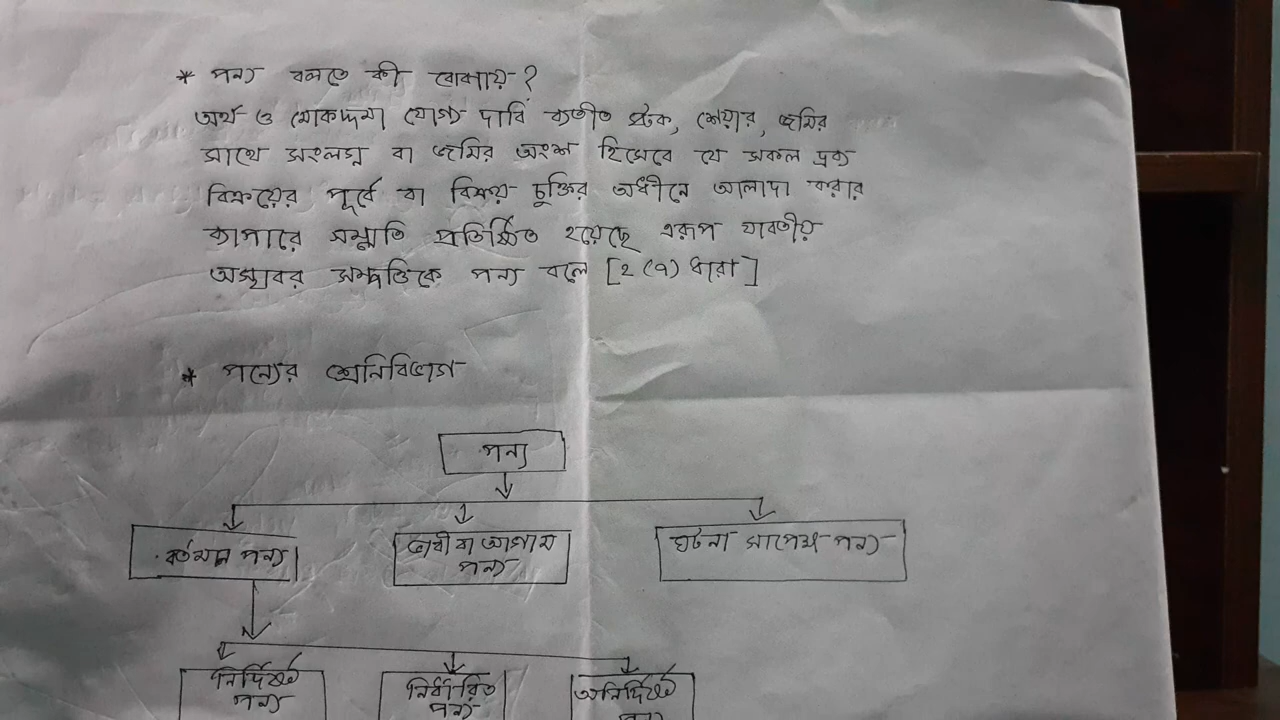 * পন্য বলতে কী বোঝায়?
অর্থ ও মোকদ্দমা যোগ্য দাবি ব্যতীত স্টক, শেয়ার, জমির
সাথে সংলগ্ন বা জমির অংশ হিসেবে যে সকল দ্রব্য
বিক্রয়ের পূর্বে বা বিক্রয় চুক্তির অধীনে আলাদা করার
ব্যাপারে সম্মতি প্রতিষ্ঠিত হয়েছে এরূপ যাবতীয়
অস্থাবর সম্পত্তিকে পন্য বলে [২(৭) ধারা]
* পন্যের শ্রেনিবিভাগ
পন্য
বর্তমান পন্য
ভাবী বা আগাম
পন্য
ঘটনা সাপেক্ষ পন্য
নির্দিষ্ট
পন্য
নির্ধারিত
পন্য
অনির্দিষ্ট
পন্য